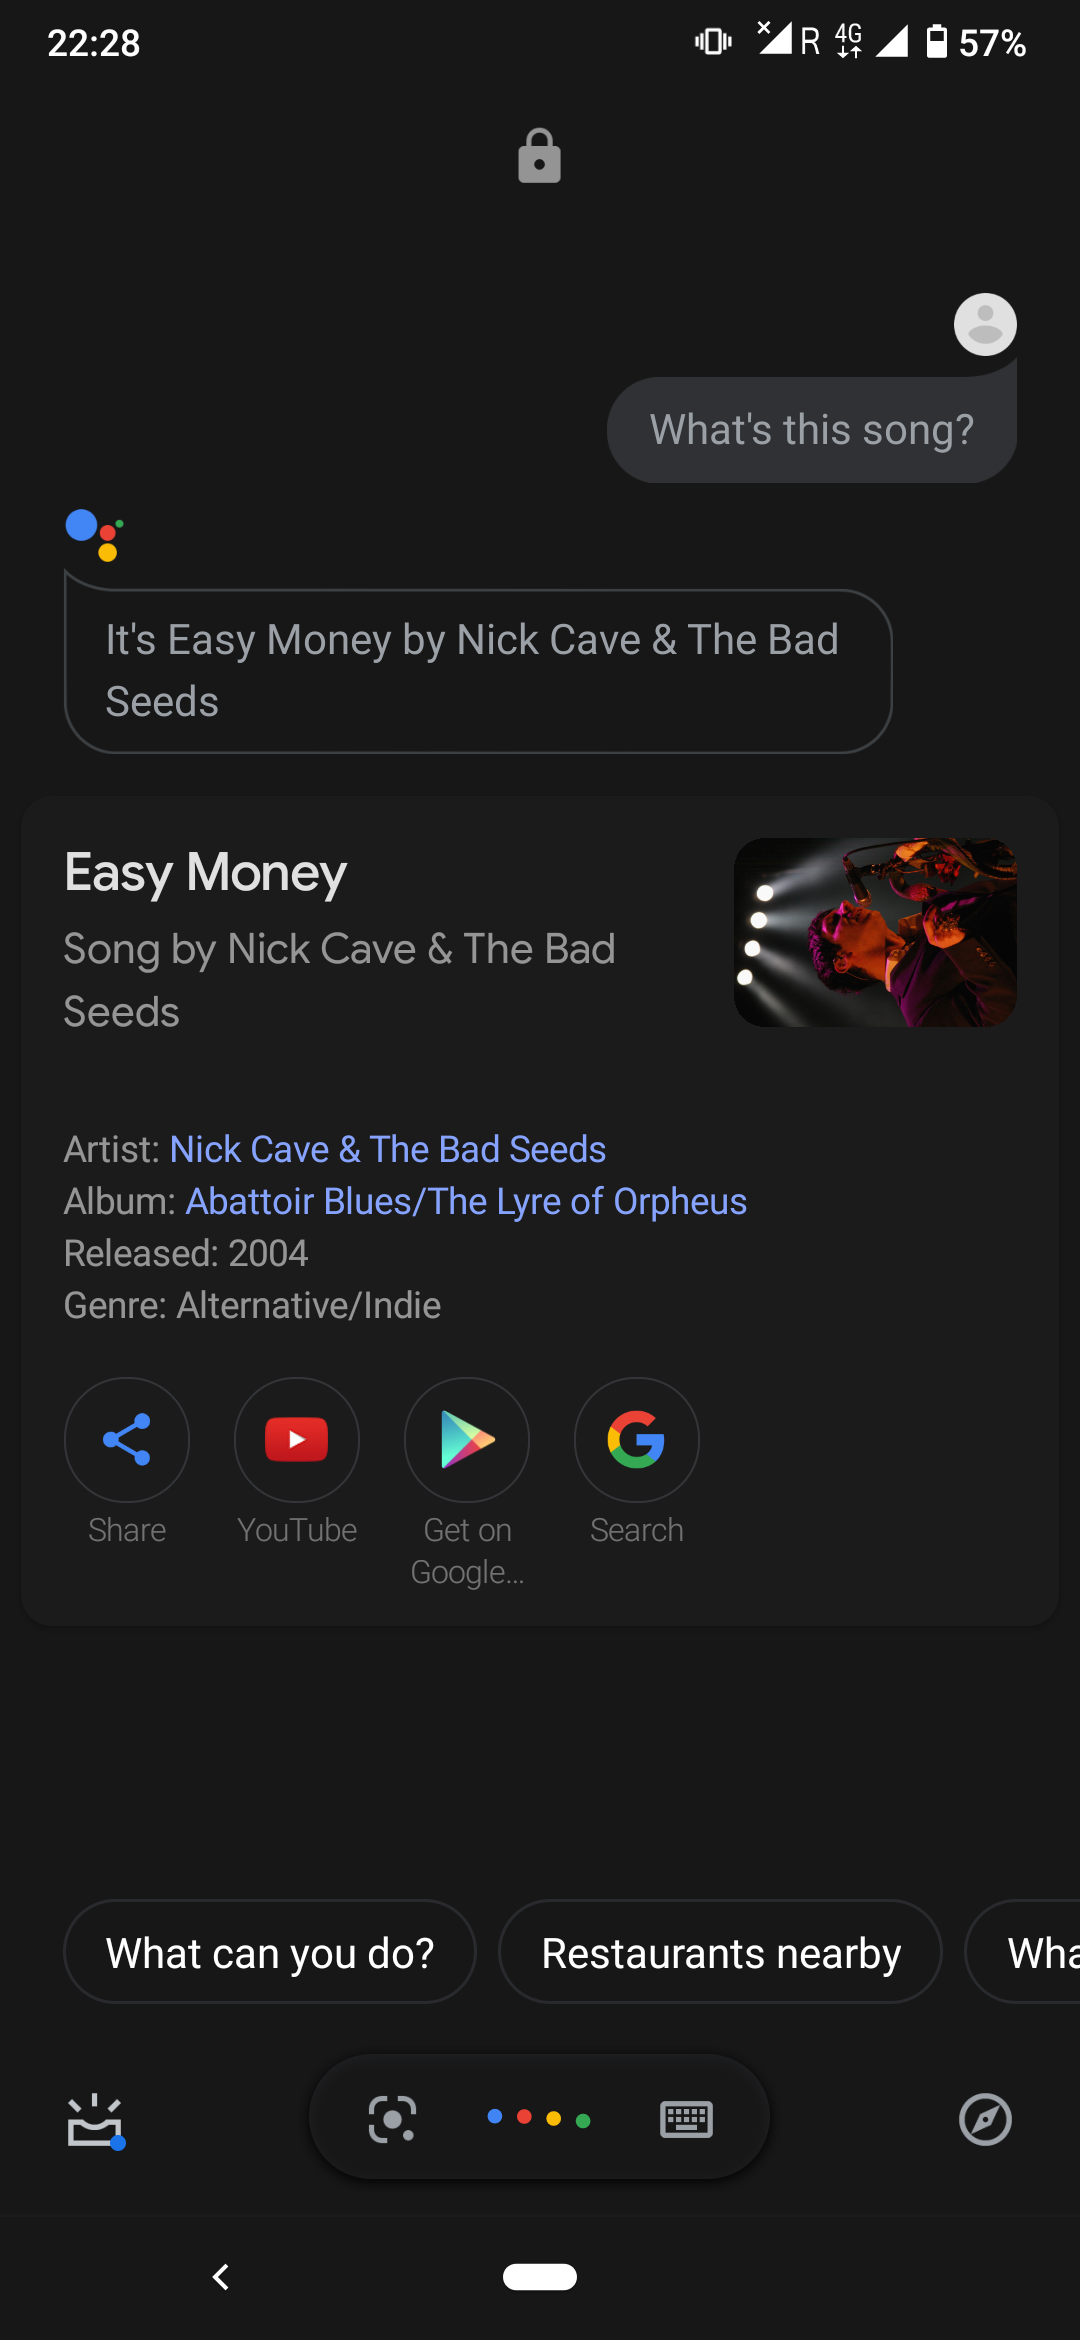 22:28
R 4G 57%
What's this song?
It's Easy Money by Nick Cave & The Bad
Seeds
Easy Money
Song by Nick Cave & The Bad
Seeds
Artist: Nick Cave & The Bad Seeds
Album: Abattoir Blues/The Lyre of Orpheus
Released: 2004
Genre: Alternative/Indie
Share
YouTube
Get on
Google...
Search
What can you do?
Restaurants nearby
Wha